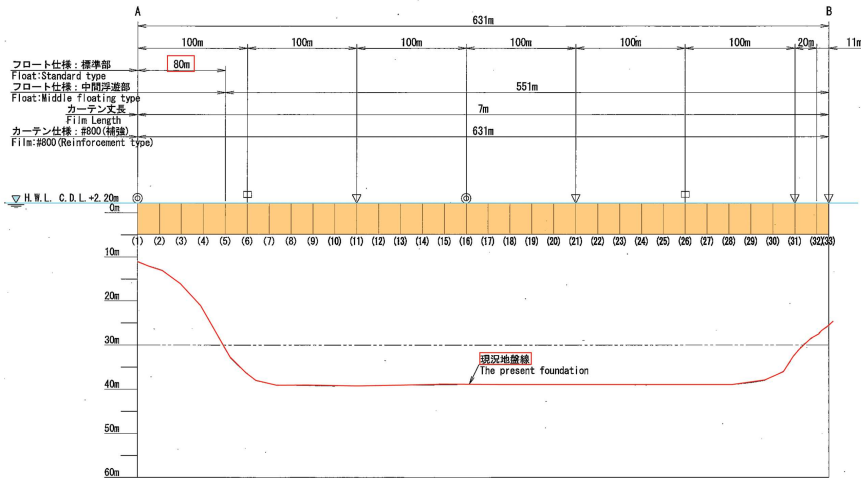 A
B
631m
100m 100m 100m 100m 100m 100m 20m 11m
フロート仕様：標準部
Float:Standard type
80m
フロート仕様：中間浮遊部
Float:Middle floating type
551m
カーテン丈長
Film Length
7m
カーテン仕様：#800(補強)
Film:#800(Reinforcement type)
631m
H.W.L. C.D.L.+2.20m
0m
(1) (2) (3) (4) (5) (6) (7) (8) (9) (10) (11) (12) (13) (14) (15) (16) (17) (18) (19) (20) (21) (22) (23) (24) (25) (26) (27) (28) (29) (30) (31) (32)(33)
10m
20m
30m
現況地盤線
The present foundation
40m
50m
60m